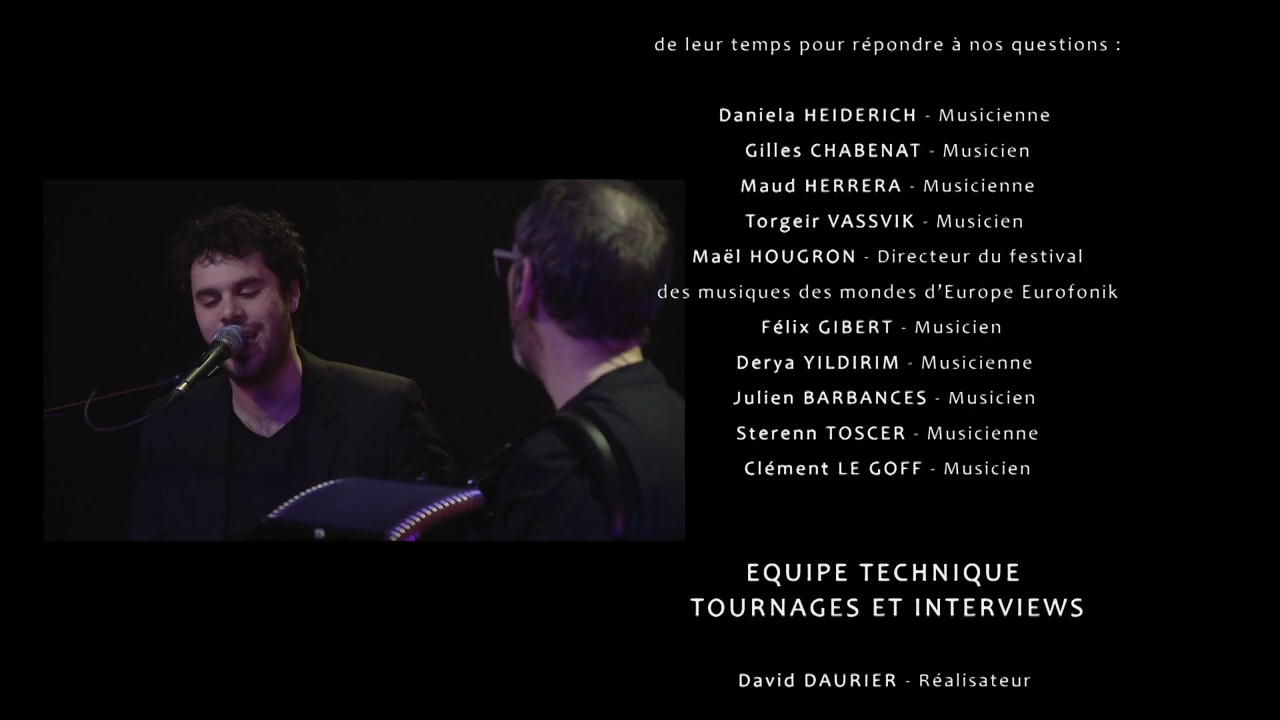 de leur temps pour répondre à nos questions :
Daniela HEIDERICH - Musicienne
Gilles CHABENAT - Musicien
Maud HERRERA - Musicienne
Torgeir VASSVIK - Musicien
Maël HOUGRON - Directeur du festival
des musiques des mondes d'Europe Eurofonik
Félix GIBERT - Musicien
Derya YILDIRIM - Musicienne
Julien BARBANCES - Musicien
Sterenn TOSCER - Musicienne
Clément LE GOFF - Musicien
EQUIPE TECHNIQUE
TOURNAGES ET INTERVIEWS
David DAURIER - Réalisateur